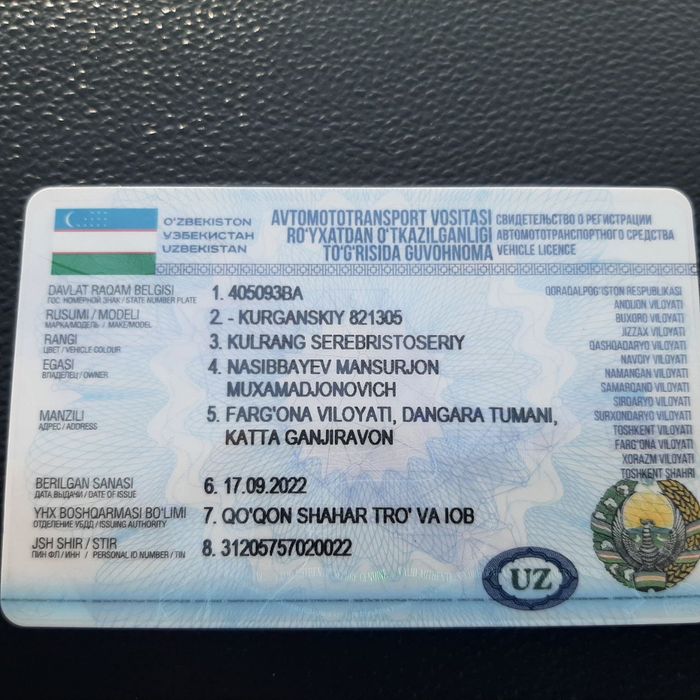 O'ZBEKISTON
ЎЗБЕКИСТАН
UZBEKISTAN
AVTOMOTOTRANSPORT VOSITASI
RO'YXATDAN O'TKAZILGANLIGI
TO'G'RISIDA GUVOHNOMA
СВИДЕТЕЛЬСТВО О РЕГИСТРАЦИИ
АВТОМОТОТРАНСПОРТНОГО СРЕДСТВА
VEHICLE LICENCE
DAVLAT RAQAM BELGISI
ГОС. НОМЕРНОЙ ЗНАК / STATE NUMBER PLATE
1. 405093BA
RUSUMI / MODELI
МАРКА/МОДЕЛЬ / MAKE/MODEL
2. - KURGANSKIY 821305
RANGI
ЦВЕТ / VEHICLE COLOUR
3. KULRANG SEREBRISTOSERIY
EGASI
ВЛАДЕЛЕЦ / OWNER
4. NASIBBAYEV MANSURJON
MUXAMADJONOVICH
MANZILI
АДРЕС / ADDRESS
5. FARG'ONA VILOYATI, DANGARA TUMANI,
KATTA GANJIRAVON
BERILGAN SANASI
ДАТА ВЫДАЧИ / DATE OF ISSUE
6. 17.09.2022
YHX BOSHQARMASI BO'LIMI
ОТДЕЛЕНИЕ УБДД / ISSUING AUTHORITY
7. QO'QON SHAHAR TRO' VA IOB
JSH SHIR / STIR
ПИН ФЛ / ИНН / PERSONAL ID NUMBER / TIN
8. 31205757020022
QORAQALPOG'ISTON RESPUBLIKASI
ANDIJON VILOYATI
BUXORO VILOYATI
JIZZAX VILOYATI
QASHQADARYO VILOYATI
NAVOIY VILOYATI
NAMANGAN VILOYATI
SAMARQAND VILOYATI
SIRDARYO VILOYATI
SURXONDARYO VILOYATI
TOSHKENT VILOYATI
FARG'ONA VILOYATI
XORAZM VILOYATI
TOSHKENT SHAHRI
UZ